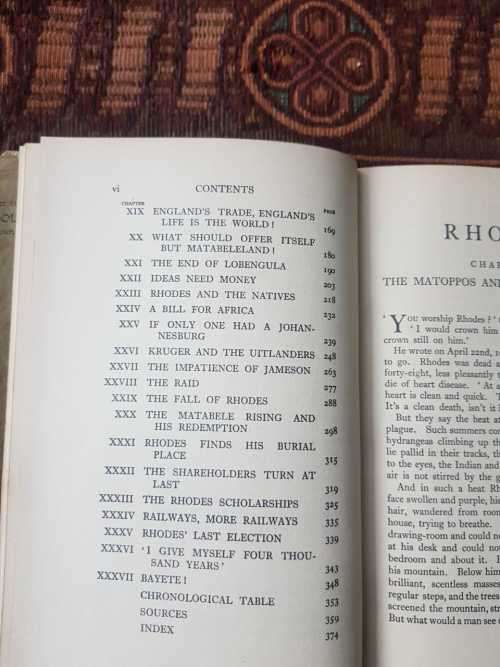 vi CONTENTS
CHAPTER PAGE
XIX ENGLAND'S TRADE, ENGLAND'S
LIFE IS THE WORLD! 169
XX WHAT SHOULD OFFER ITSELF
BUT MATABELELAND! 180
XXI THE END OF LOBENGULA 190
XXII IDEAS NEED MONEY 203
XXIII RHODES AND THE NATIVES 218
XXIV A BILL FOR AFRICA 232
XXV IF ONLY ONE HAD A JOHAN-
NESBURG 239
XXVI KRUGER AND THE UITLANDERS 248
XXVII THE IMPATIENCE OF JAMESON 263
XXVIII THE RAID 277
XXIX THE FALL OF RHODES 288
XXX THE MATABELE RISING AND
HIS REDEMPTION 298
XXXI RHODES FINDS HIS BURIAL
PLACE 315
XXXII THE SHAREHOLDERS TURN AT
LAST 319
XXXIII THE RHODES SCHOLARSHIPS 325
XXXIV RAILWAYS, MORE RAILWAYS 335
XXXV RHODES' LAST ELECTION 339
XXXVI 'I GIVE MYSELF FOUR THOU-
SAND YEARS' 343
XXXVII BAYETE! 348
CHRONOLOGICAL TABLE 353
SOURCES 359
INDEX 374
RHO
CHA
THE MATOPPOS AN
'YOU worship Rhodes?'
'I would crown him
crown still on him.'
He wrote on April 22nd,
to go. Rhodes was dead a
forty-eight, less pleasantly
die of heart disease. 'At
heart is clean and quick.
It's a clean death, isn't it
But they say the heat at
plague. Such summers co
hydrangeas climbing up th
lie pallid in their tracks, th
to the eyes, the Indian and
air is not stirred by the g
And in such a heat Rh
face swollen and purple, his
hair, wandered from room
house, trying to breathe.
drawing-room and could no
at his desk and could not
bedroom and about it. I
his mountain. Below him
brilliant, scentless masses
regular steps, and the trees
screened the mountain, str
But what would a man see